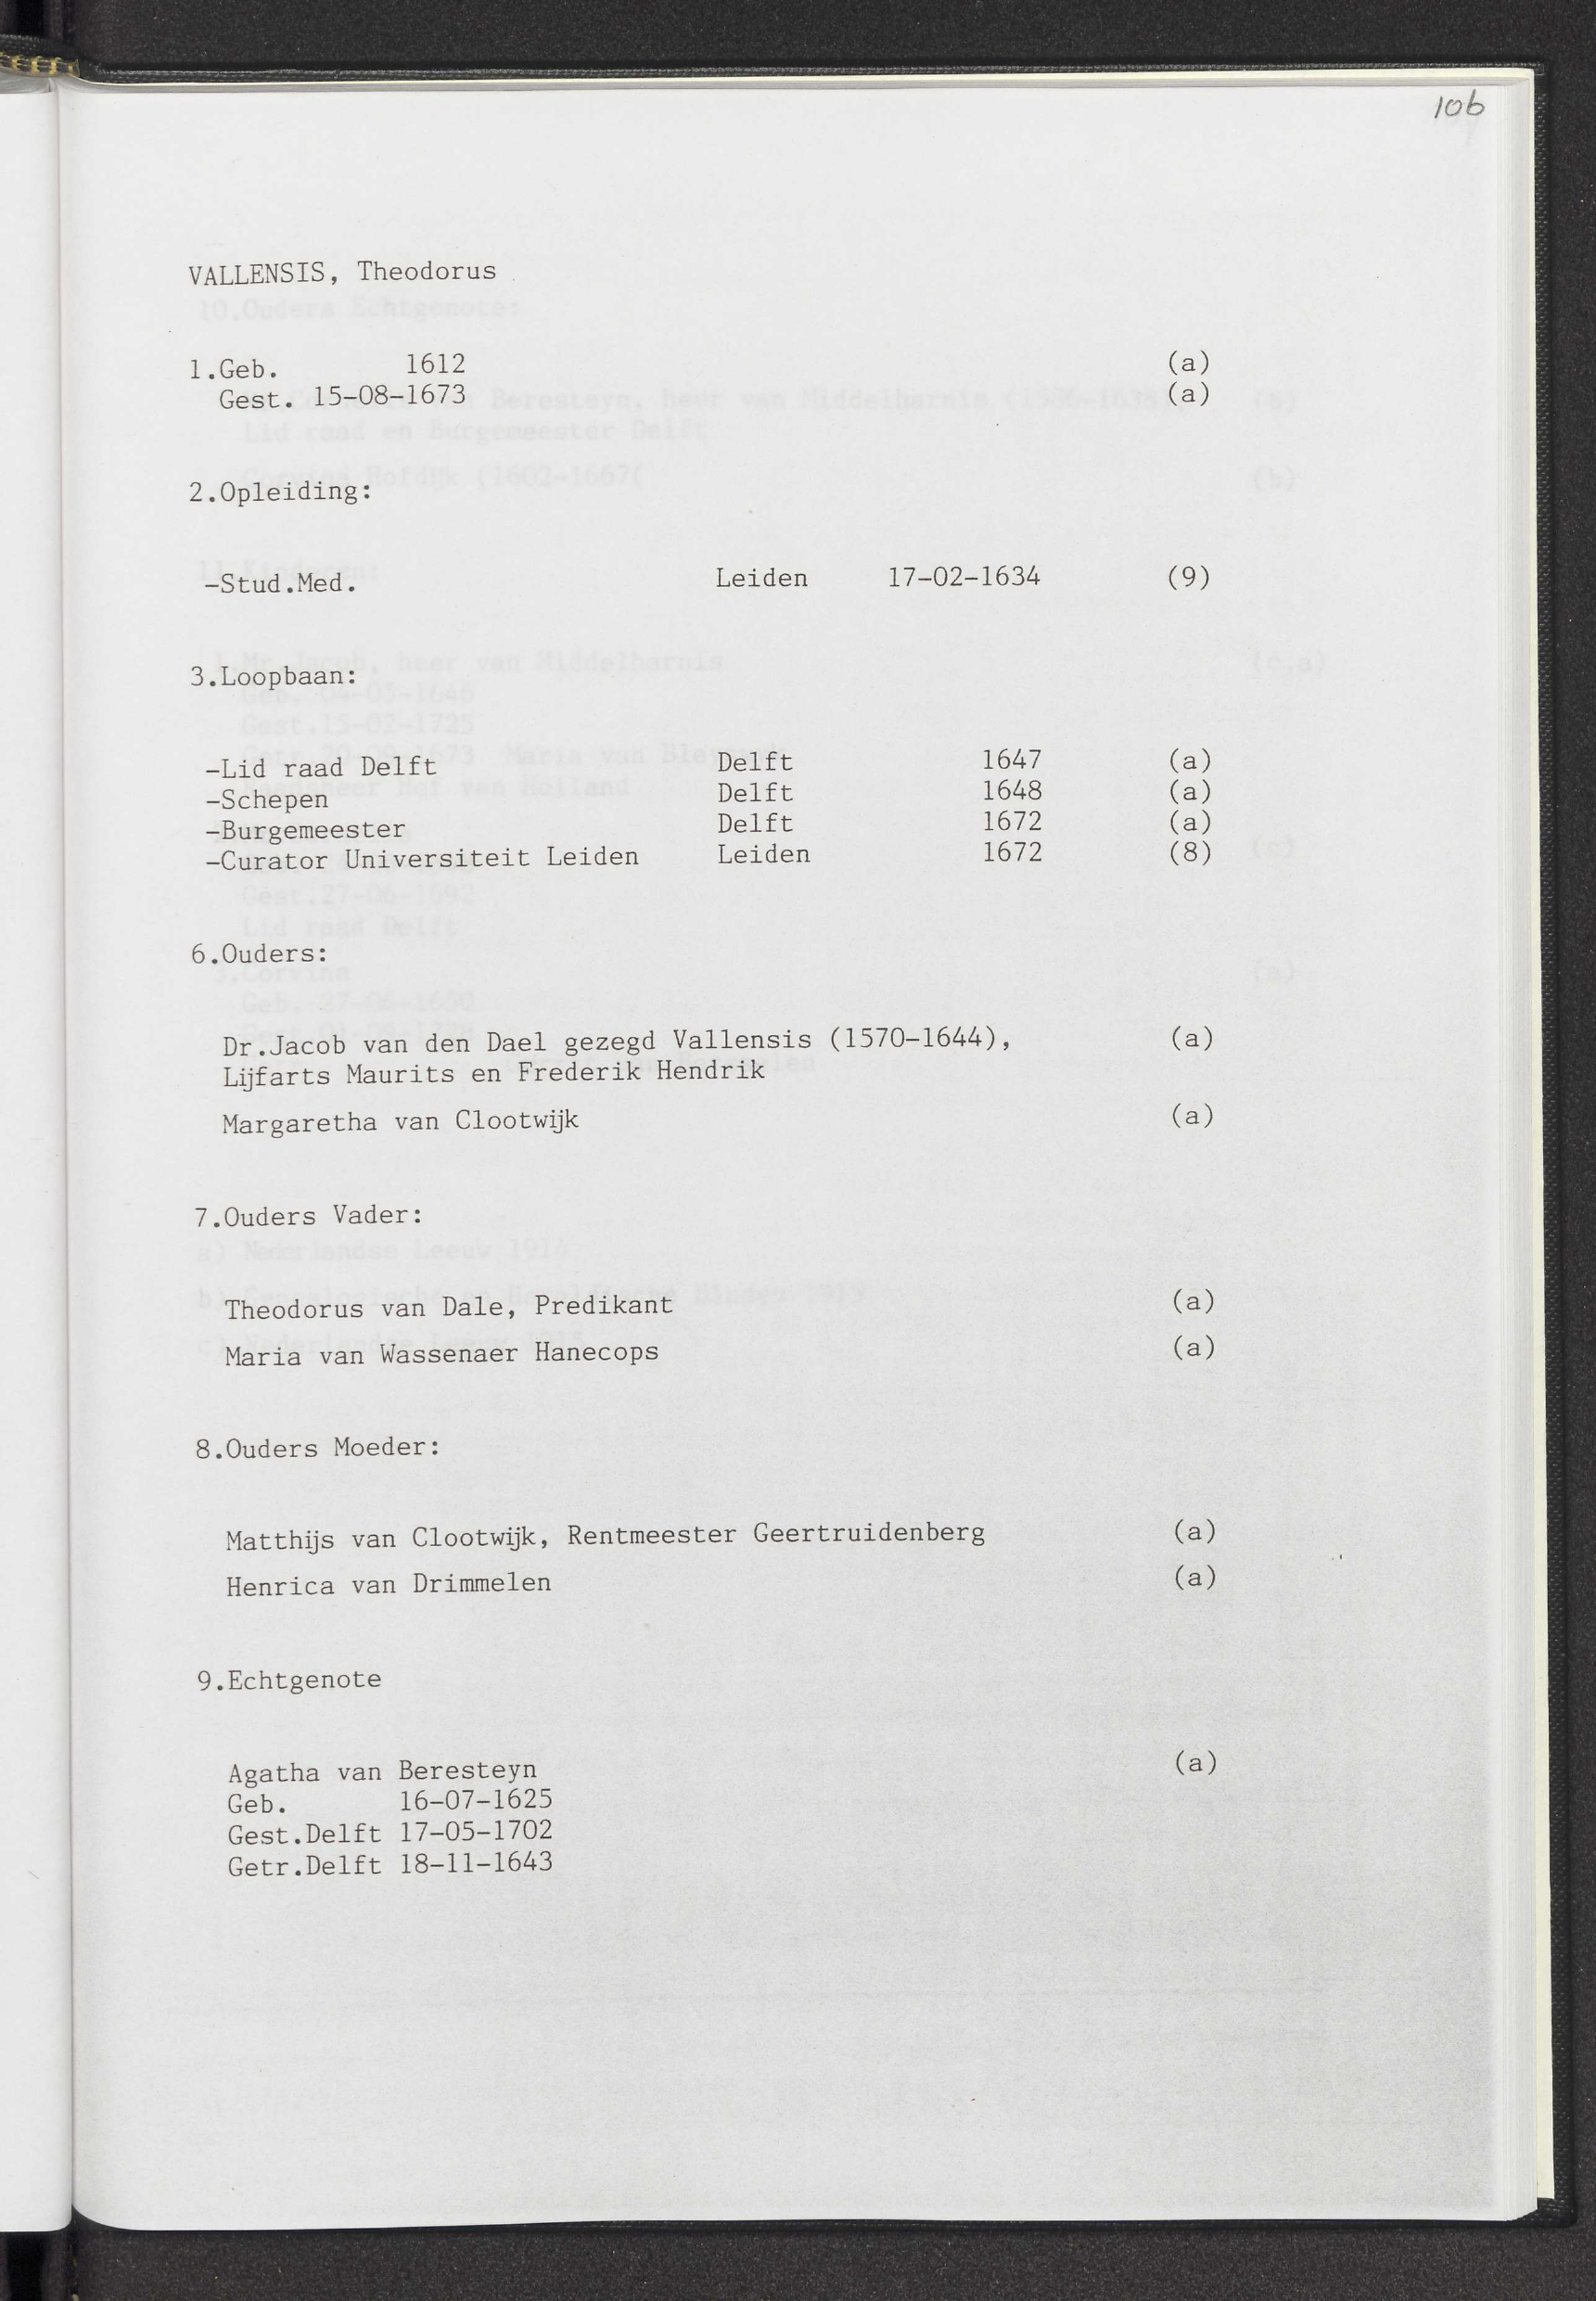 106
VALLENSIS, Theodorus
1.Geb. 1612 (a)
Gest. 15-08-1673 (a)
2.Opleiding:
-Stud.Med. Leiden 17-02-1634 (9)
3.Loopbaan:
-Lid raad Delft Delft 1647 (a)
-Schepen Delft 1648 (a)
-Burgemeester Delft 1672 (a)
-Curator Universiteit Leiden Leiden 1672 (8)
6.Ouders:
Dr.Jacob van den Dael gezegd Vallensis (1570-1644), (a)
Lijfarts Maurits en Frederik Hendrik
Margaretha van Clootwijk (a)
7.Ouders Vader:
Theodorus van Dale, Predikant (a)
Maria van Wassenaer Hanecops (a)
8.Ouders Moeder:
Matthijs van Clootwijk, Rentmeester Geertruidenberg (a)
Henrica van Drimmelen (a)
9.Echtgenote
Agatha van Beresteyn (a)
Geb. 16-07-1625
Gest.Delft 17-05-1702
Getr.Delft 18-11-1643